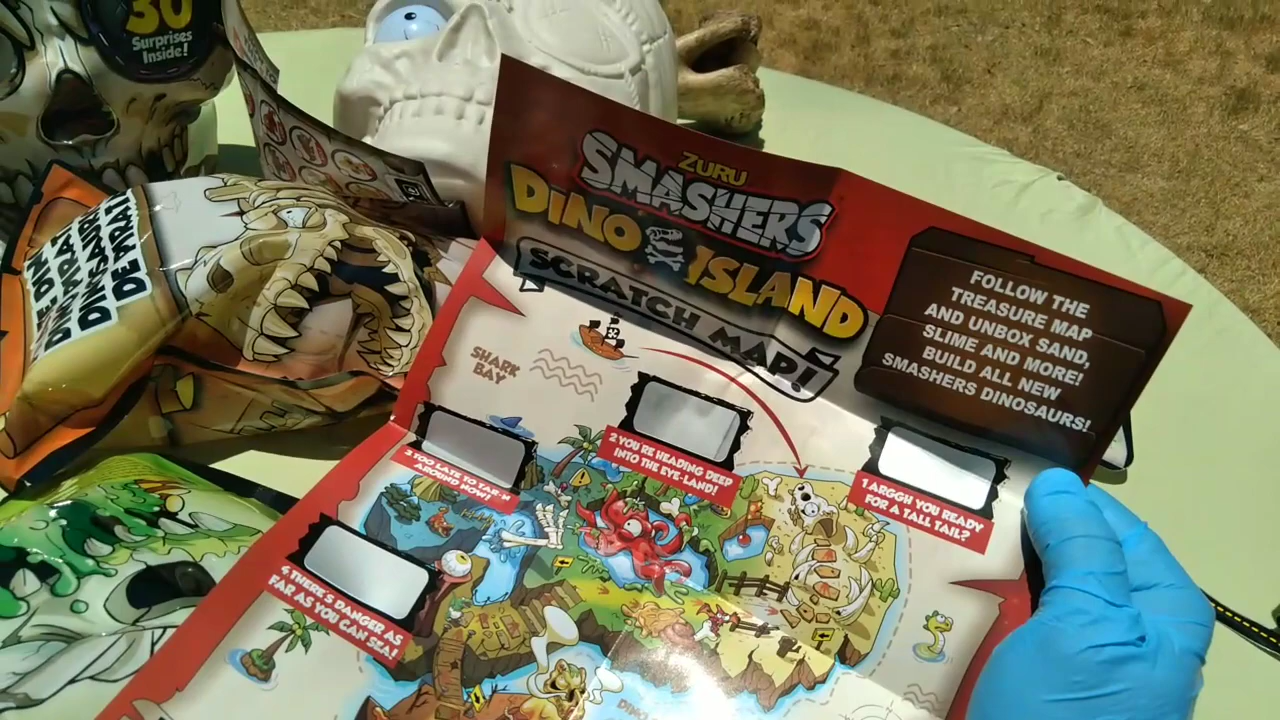 30
Surprises
Inside!
DINOSAUR
DE PIRATE
ZURU
SMASHERS
DINO ISLAND
SCRATCH MAP!
FOLLOW THE
TREASURE MAP
AND UNBOX SAND,
SLIME AND MORE!
BUILD ALL NEW
SMASHERS DINOSAURS!
SHARK
BAY
2 YOU'RE HEADING DEEP
INTO THE EYE-LAND!
1 ARGGH YOU READY
FOR A TALL TAIL?
3 TOO LATE TO TAR-N
AROUND NOW!
4 THERE'S DANGER AS
FAR AS YOU CAN SEA!